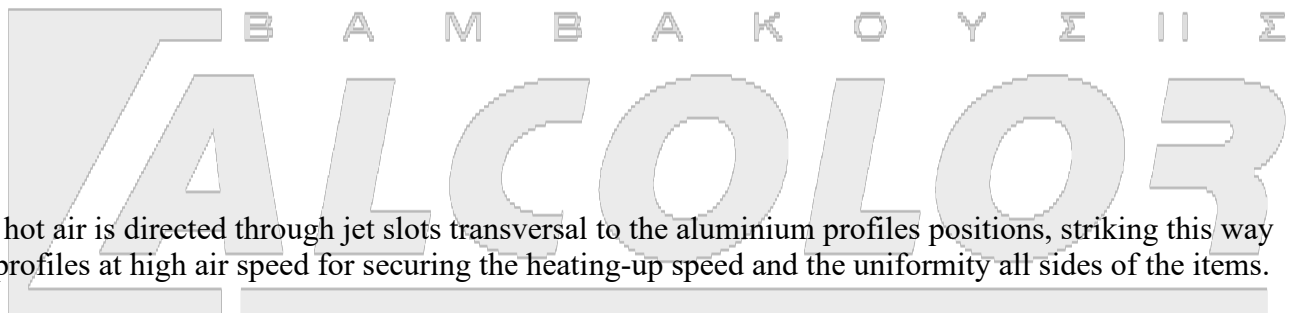 ΒΑΜΒΑΚΟΥΣΗΣ
ALCOLOR
hot air is directed through jet slots transversal to the aluminium profiles positions, striking this way
profiles at high air speed for securing the heating-up speed and the uniformity all sides of the items.